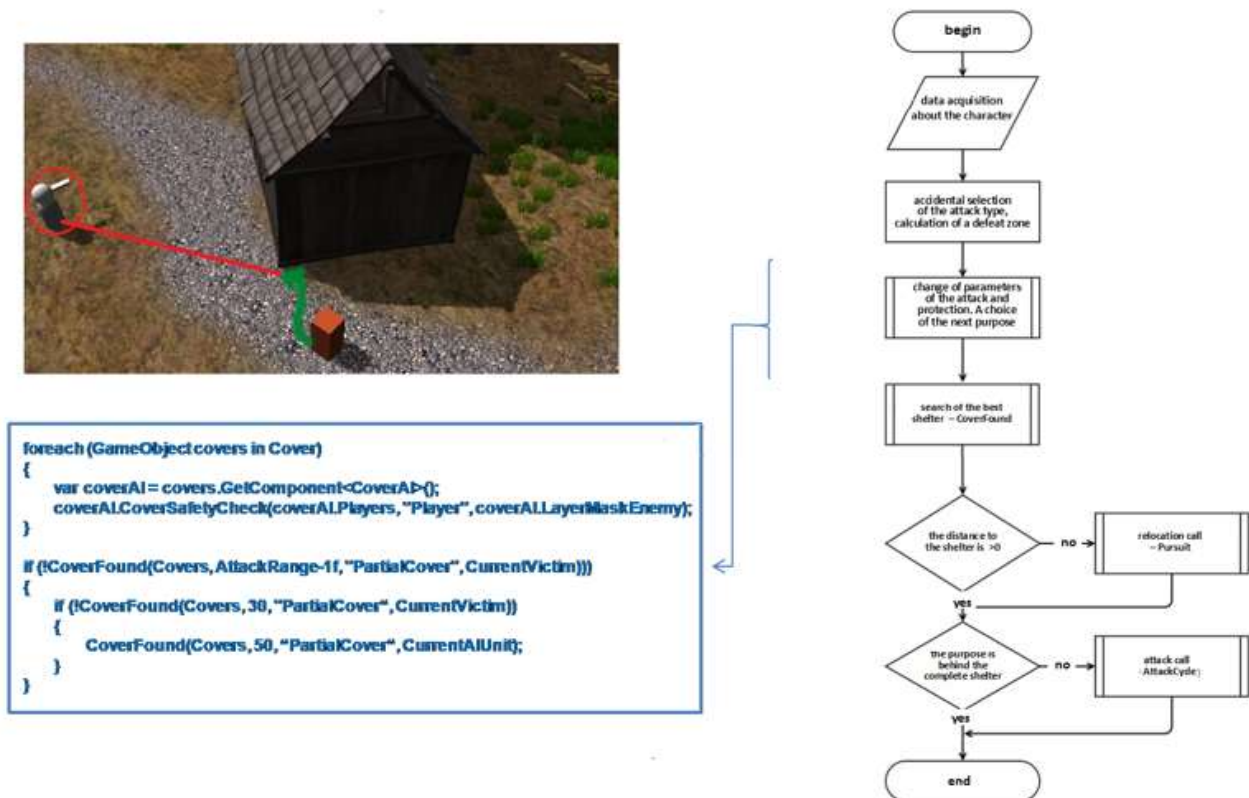 foreach (GameObject covers in Cover)
{
var coverAI = covers.GetComponent<CoverAI>();
coverAI.CoverSafetyCheck(coverAI.Players, "Player", coverAI.LayerMaskEnemy);
}
if (!CoverFound(Covers, AttackRange-1f, "PartialCover", CurrentVictim)))
{
if (!CoverFound(Covers, 30, "PartialCover", CurrentVictim))
{
CoverFound(Covers, 50, "PartialCover", CurrentAIUnit);
}
}
begin
data acquisition
about the character
accidental selection
of the attack type,
calculation of a defeat zone
change of parameters
of the attack and
protection. A choice
of the next purpose
search of the best
shelter – CoverFound
the distance to
the shelter is >0
no
relocation call
– Pursuit
yes
the purpose is
behind the
complete shelter
no
attack call
-AttackCycle)
yes
end